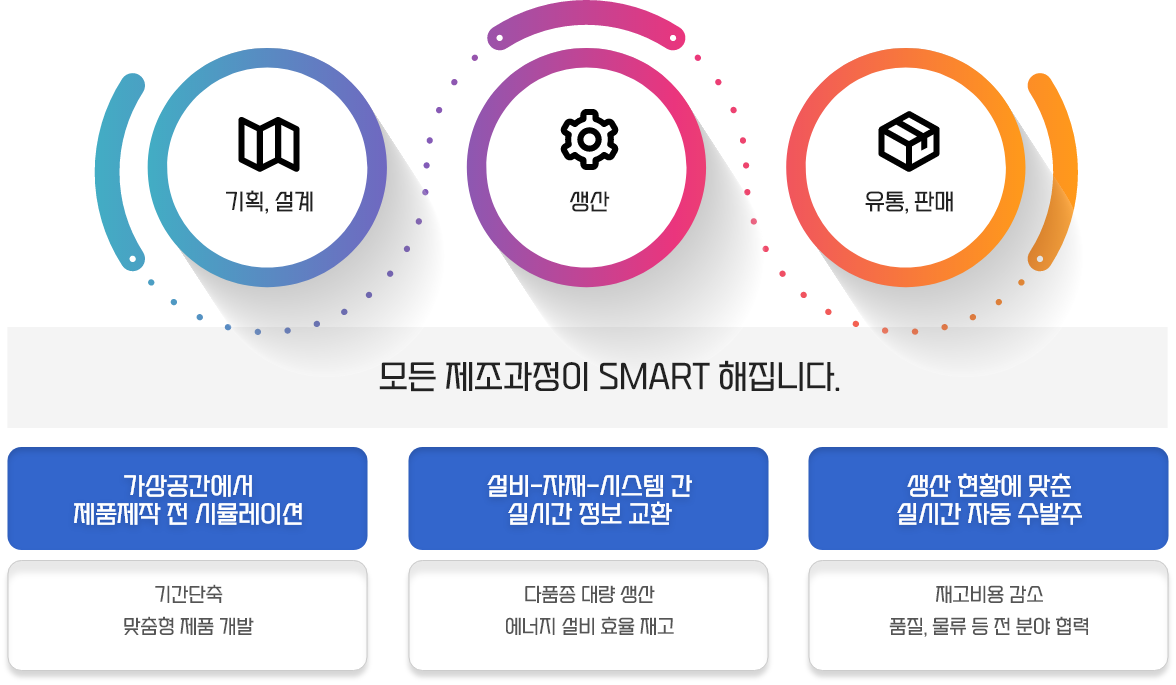 기획, 설계
생산
유통, 판매
모든 제조과정이 SMART 해집니다.
가상공간에서
제품제작 전 시뮬레이션
설비-자재-시스템 간
실시간 정보 교환
생산 현황에 맞춘
실시간 자동 수발주
기간단축
맞춤형 제품 개발
다품종 대량 생산
에너지 설비 효율 재고
재고비용 감소
품질, 물류 등 전 분야 협력